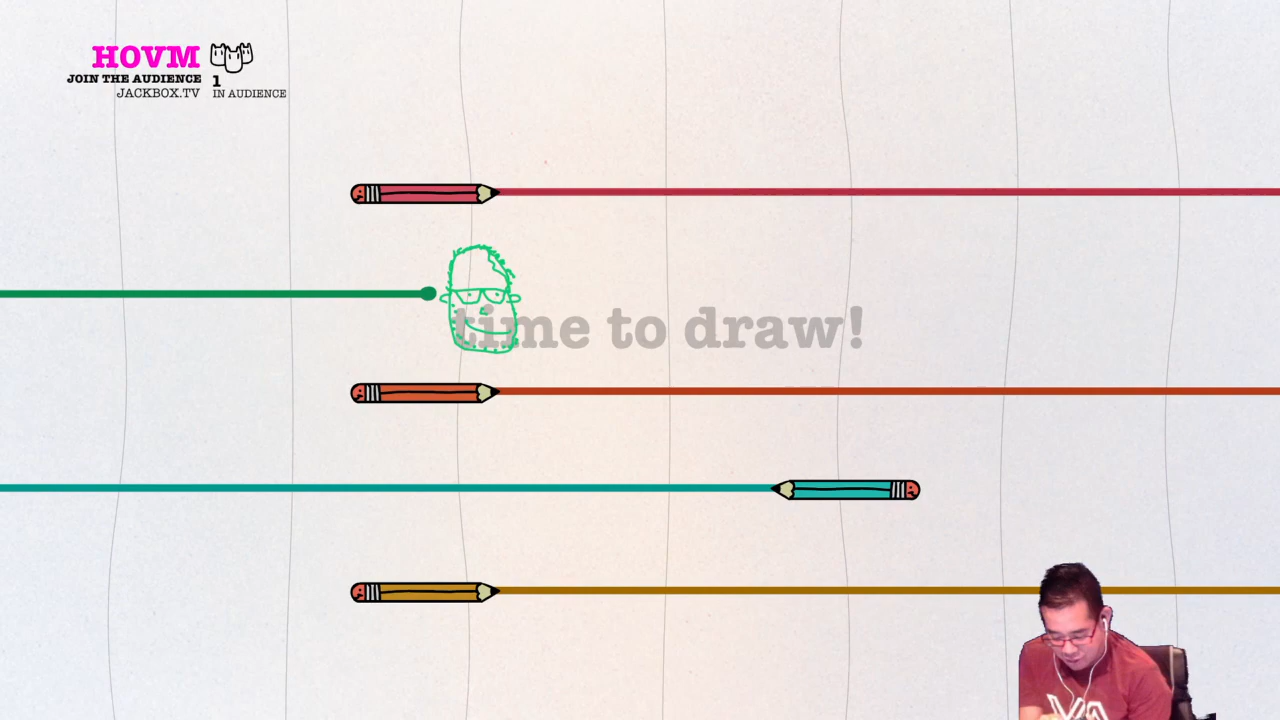 HOVM
JOIN THE AUDIENCE
JACKBOX.TV
1
IN AUDIENCE
time to draw!